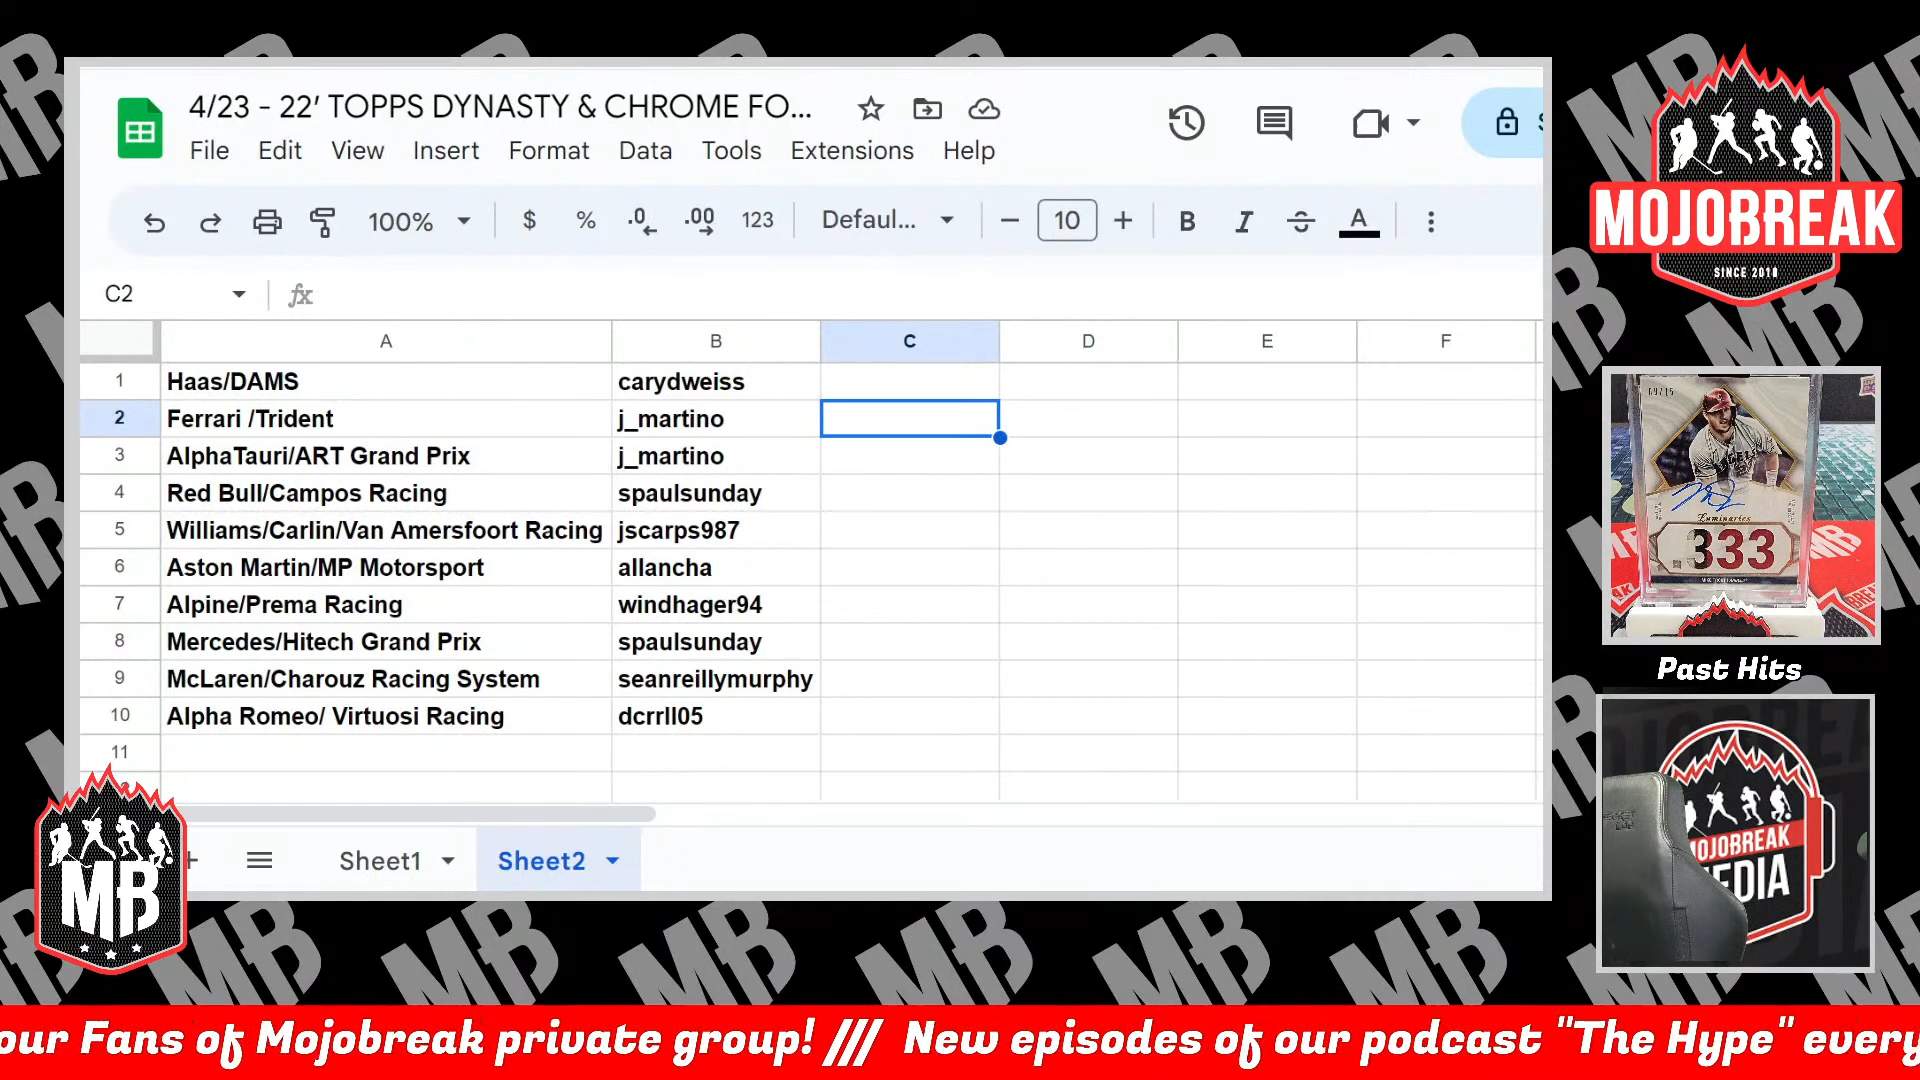 4/23 - 22' TOPPS DYNASTY & CHROME FO...
File Edit View Insert Format Data Tools Extensions Help
100% $ % .0 .00 123 Defaul... 10 B I S A
C2 fx
A B C D E F
1 Haas/DAMS carydweiss
2 Ferrari /Trident j_martino
3 AlphaTauri/ART Grand Prix j_martino
4 Red Bull/Campos Racing spaulsunday
5 Williams/Carlin/Van Amersfoort Racing jscarps987
6 Aston Martin/MP Motorsport allancha
7 Alpine/Prema Racing windhager94
8 Mercedes/Hitech Grand Prix spaulsunday
9 McLaren/Charouz Racing System seanreillymurphy
10 Alpha Romeo/ Virtuosi Racing dcrrll05
11
Sheet1 Sheet2
MB
MOJOBREAK
SINCE 2010
09/15
Luminaries
333
Past Hits
MOJOBREAK
MEDIA
our Fans of Mojobreak private group! /// New episodes of our podcast "The Hype" every